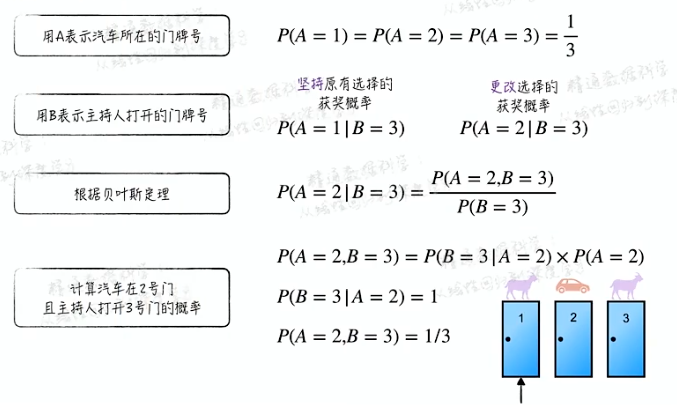 用A表示汽车所在的门牌号
P(A = 1) = P(A = 2) = P(A = 3) = 1/3
坚持原有选择的
获奖概率
更改选择的
获奖概率
用B表示主持人打开的门牌号
P(A = 1|B = 3)
P(A = 2|B = 3)
根据贝叶斯定理
P(A = 2|B = 3) = P(A = 2,B = 3) / P(B = 3)
P(A = 2,B = 3) = P(B = 3|A = 2) × P(A = 2)
计算汽车在2号门
且主持人打开3号门的概率
P(B = 3|A = 2) = 1
P(A = 2,B = 3) = 1/3
1
2
3